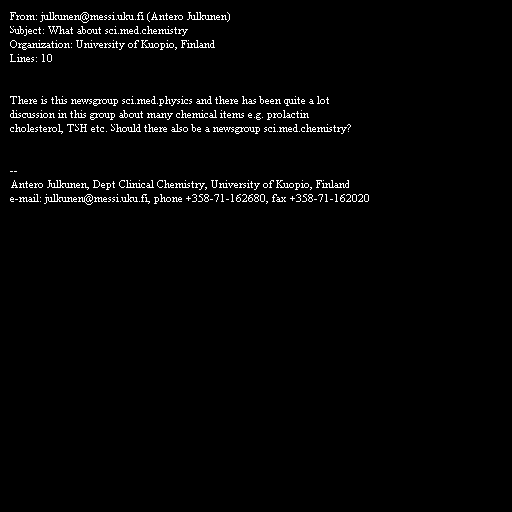 From: julkunen@messi.uku.fi (Antero Julkunen)
Subject: What about sci.med.chemistry
Organization: University of Kuopio, Finland
Lines: 10
There is this newsgroup sci.med.physics and there has been quite a lot
discussion in this group about many chemical items e.g. prolactin
cholesterol, TSH etc. Should there also be a newsgroup sci.med.chemistry?
--
Antero Julkunen, Dept Clinical Chemistry, University of Kuopio, Finland
e-mail: julkunen@messi.uku.fi, phone +358-71-162680, fax +358-71-162020